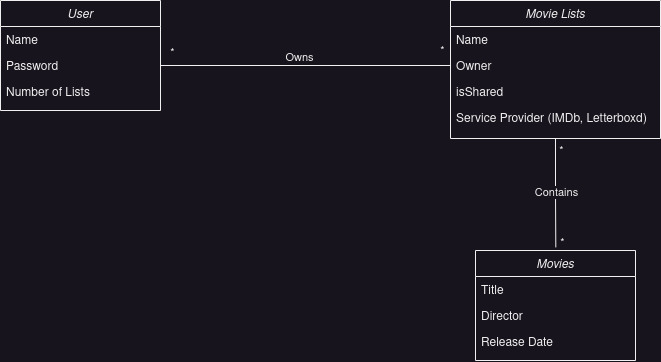 User
Name
Password
Number of Lists
*
Owns
*
Movie Lists
Name
Owner
isShared
Service Provider (IMDb, Letterboxd)
*
Contains
*
Movies
Title
Director
Release Date